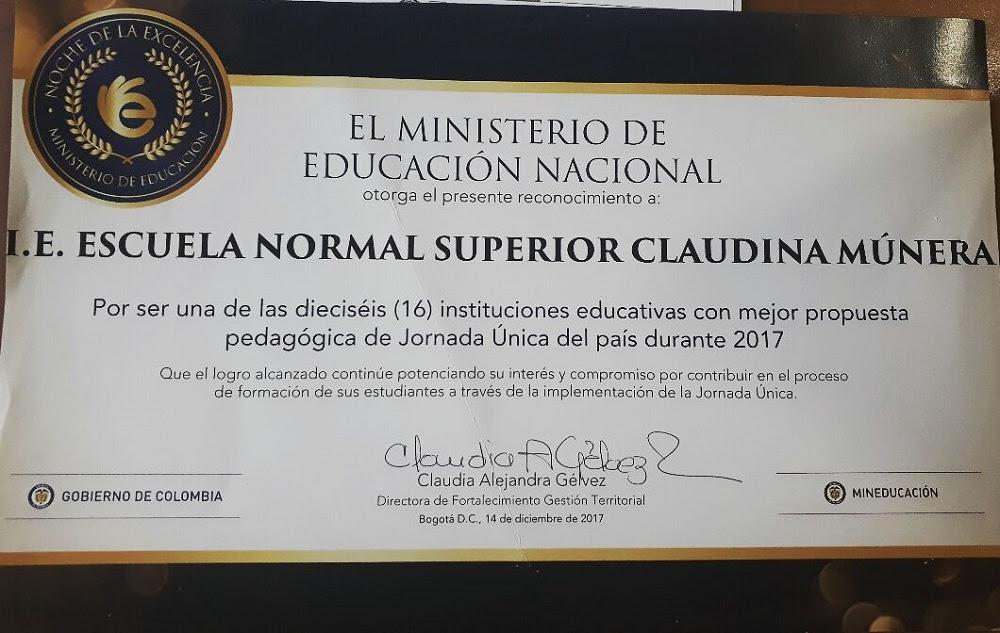 NOCHE DE LA EXCELENCIA
MINISTERIO DE EDUCACIÓN
e
EL MINISTERIO DE
EDUCACIÓN NACIONAL
otorga el presente reconocimiento a:
I.E. ESCUELA NORMAL SUPERIOR CLAUDINA MÚNERA
Por ser una de las dieciséis (16) instituciones educativas con mejor propuesta
pedagógica de Jornada Única del país durante 2017
Que el logro alcanzado continúe potenciando su interés y compromiso por contribuir en el proceso
de formación de sus estudiantes a través de la implementación de la Jornada Única.
Claudia A Gélvez
Claudia Alejandra Gélvez
Directora de Fortalecimiento Gestión Territorial
Bogotá D.C., 14 de diciembre de 2017
GOBIERNO DE COLOMBIA
MINEDUCACIÓN